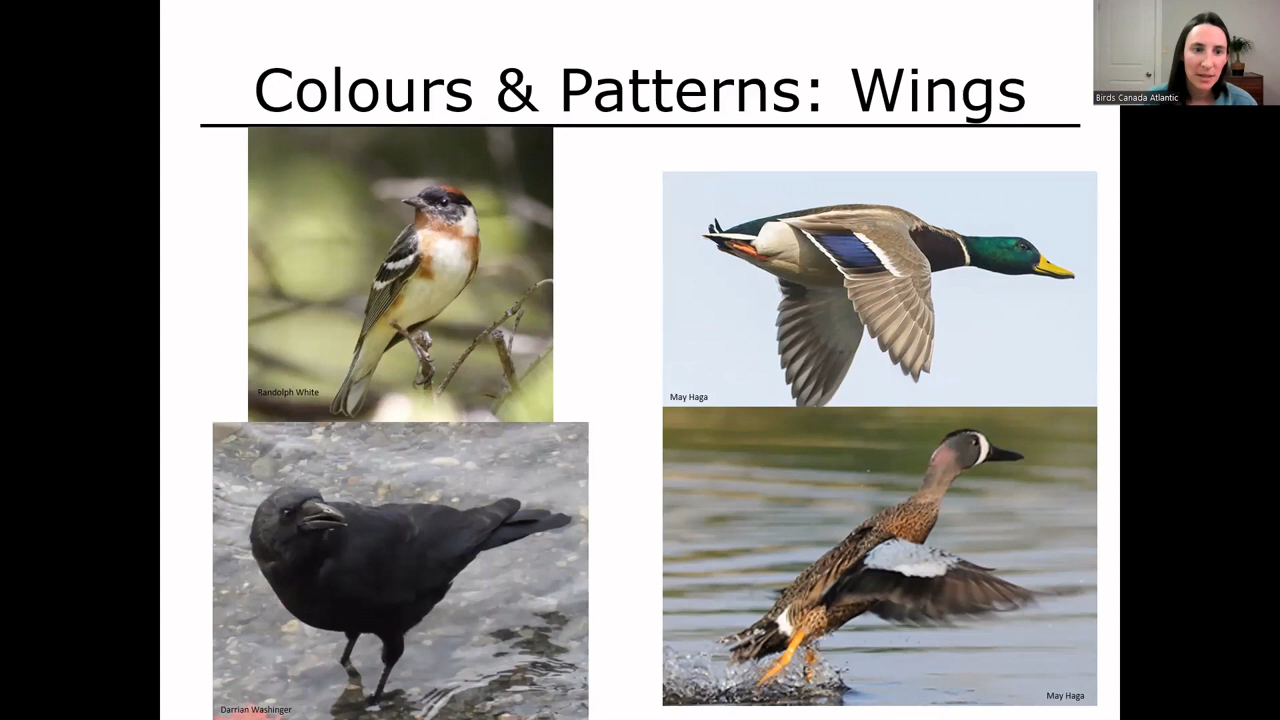 Colours & Patterns: Wings
Birds Canada Atlantic
Randolph White
May Haga
Darrian Washinger
May Haga